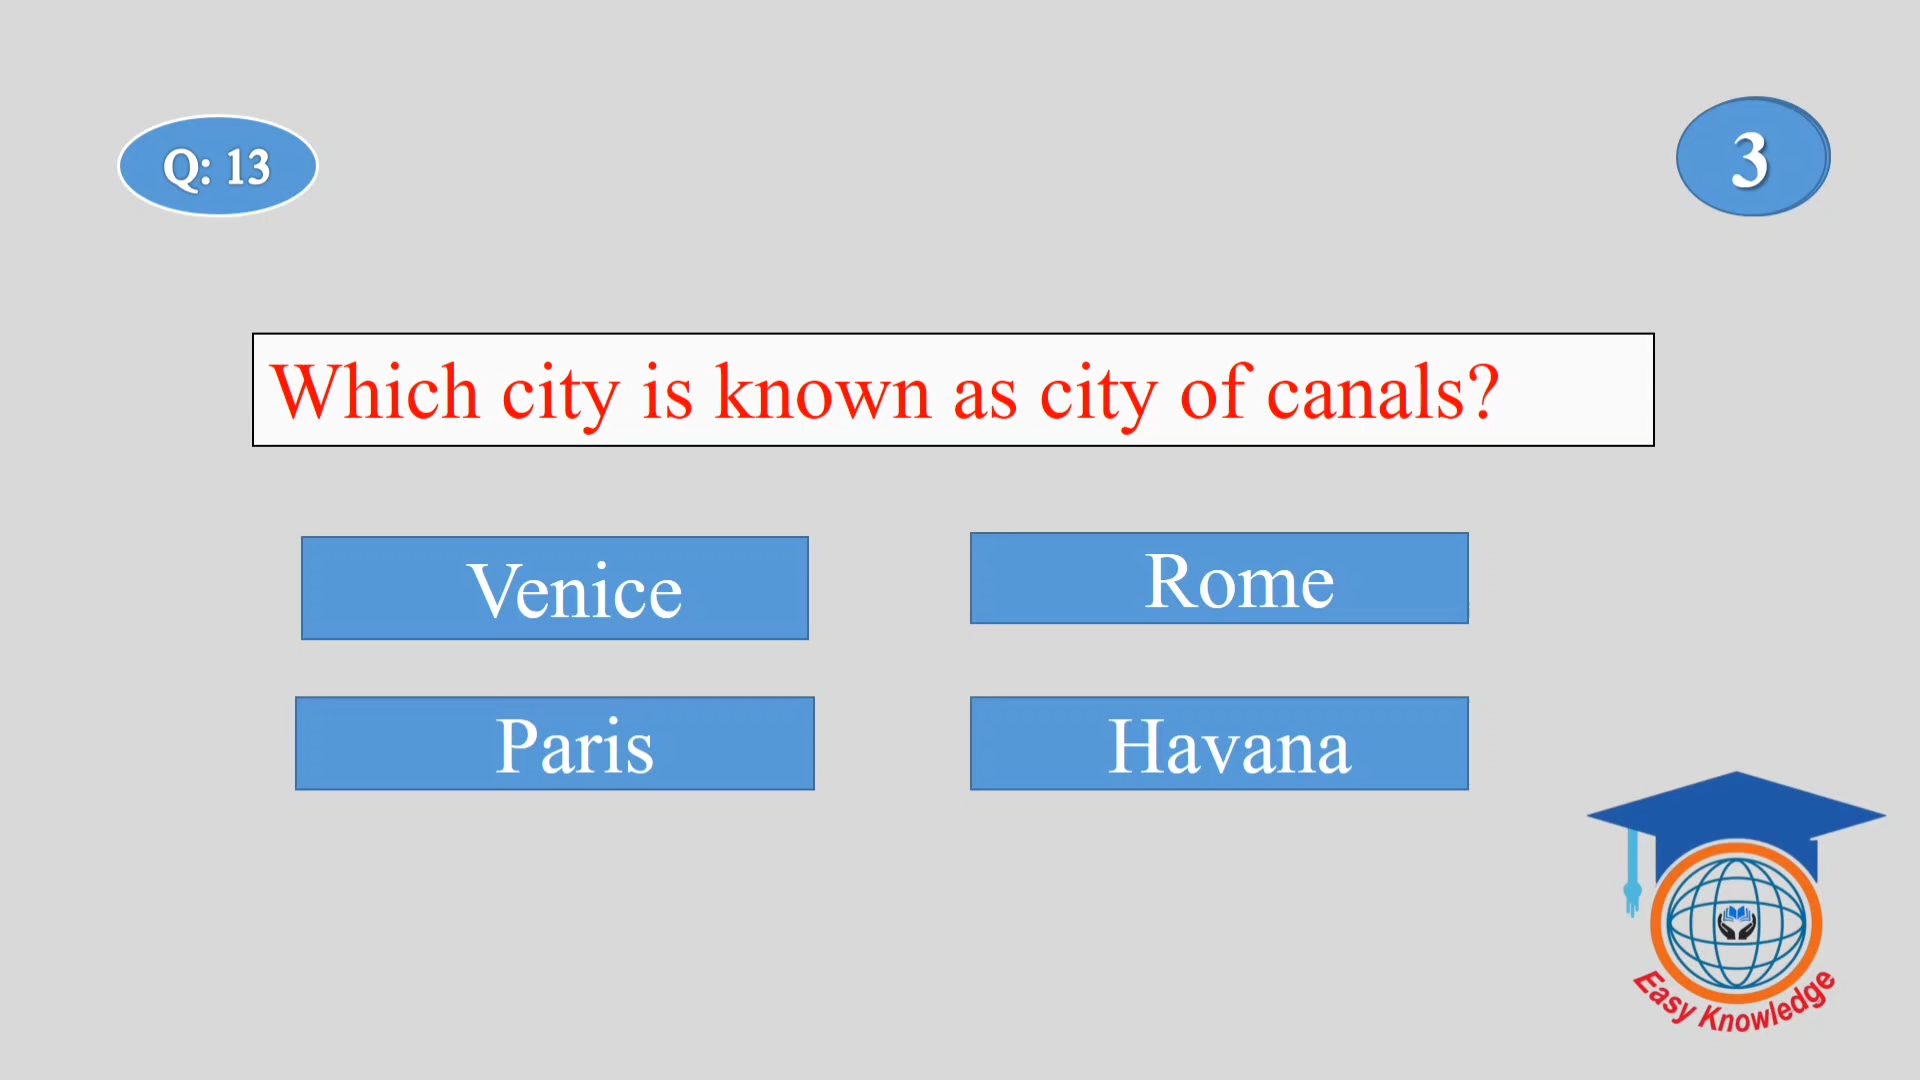 Q: 13
3
Which city is known as city of canals?
Venice
Rome
Paris
Havana
Easy Knowledge